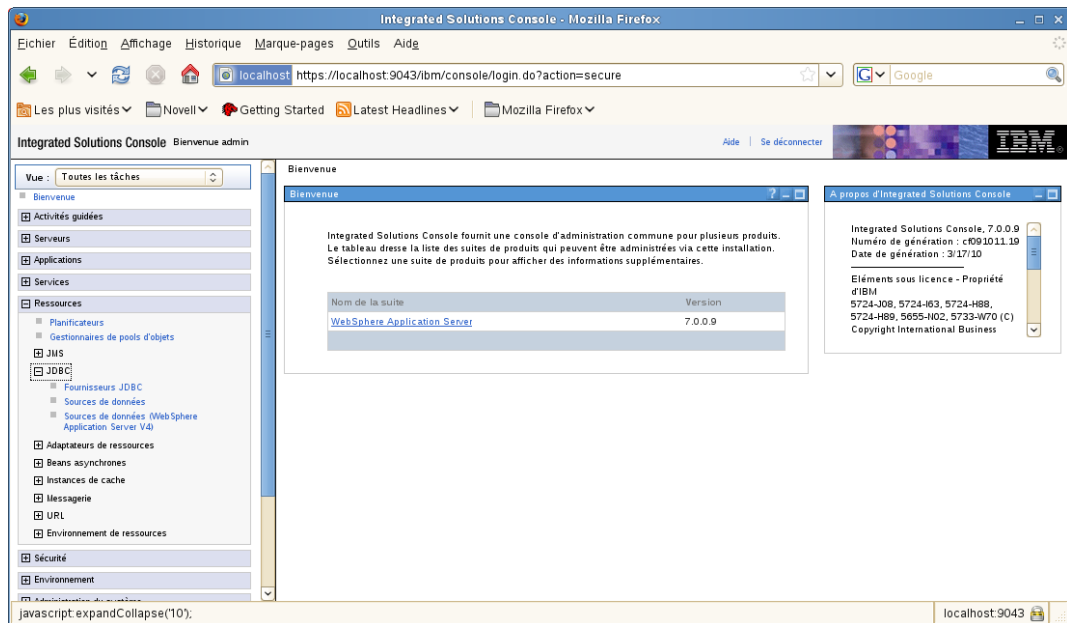 Integrated Solutions Console - Mozilla Firefox
Fichier Édition Affichage Historique Marque-pages Outils Aide
localhost https://localhost:9043/ibm/console/login.do?action=secure
G Google
Les plus visités Novell Getting Started Latest Headlines Mozilla Firefox
Integrated Solutions Console Bienvenue admin
Aide Se déconnecter
IBM®
Vue : Toutes les tâches
Bienvenue
Activités guidées
Serveurs
Applications
Services
Ressources
Planificateurs
Gestionnaires de pools d'objets
JMS
JDBC
Fournisseurs JDBC
Sources de données
Sources de données (WebSphere
Application Server V4)
Adaptateurs de ressources
Beans asynchrones
Instances de cache
Messagerie
URL
Environnement de ressources
Sécurité
Environnement
Administration du système
Bienvenue
Bienvenue
?
Integrated Solutions Console fournit une console d'administration commune pour plusieurs produits.
Le tableau dresse la liste des suites de produits qui peuvent être administrées via cette installation.
Sélectionnez une suite de produits pour afficher des informations supplémentaires.
Nom de la suite Version
WebSphere Application Server 7.0.0.9
A propos d'Integrated Solutions Console
Integrated Solutions Console, 7.0.0.9
Numéro de génération : cf091011.19
Date de génération : 3/17/10
Eléments sous licence - Propriété
d'IBM
5724-J08, 5724-I63, 5724-H88,
5724-H89, 5655-N02, 5733-W70 (C)
Copyright International Business
javascript:expandCollapse('10');
localhost:9043